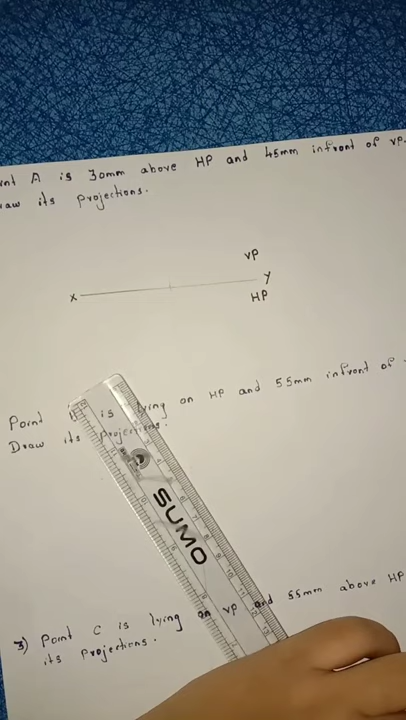 A is 30mm above HP and 45mm infront of VP.
its projections.
VP
X Y
HP
Point is lying on HP and 55mm infront of
Draw its projections.
SUMO
3) Point C is lying on VP and 55mm above HP
its projections.